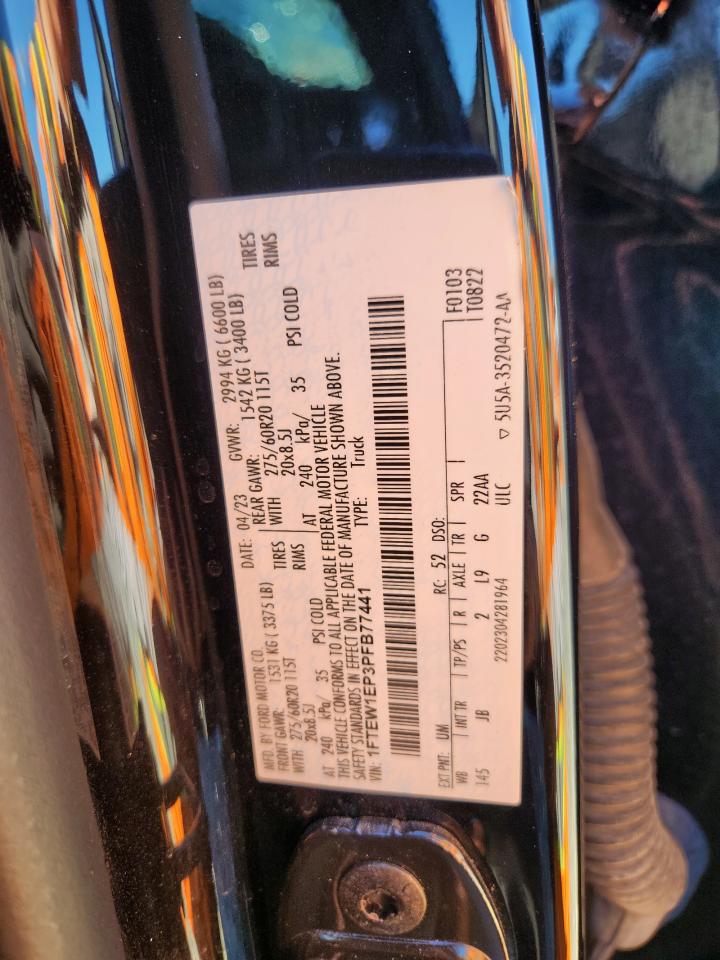 MFD. BY FORD MOTOR CO. DATE: 04/23 GVWR: 2994 KG ( 6600 LB)
FRONT GAWR: 1531 KG ( 3375 LB) REAR GAWR: 1542 KG ( 3400 LB)
WITH 275/60R20 115T TIRES WITH 275/60R20 115T TIRES
20x8.5J RIMS 20x8.5J RIMS
AT 240 kPa/ 35 PSI COLD AT 240 kPa/ 35 PSI COLD
THIS VEHICLE CONFORMS TO ALL APPLICABLE FEDERAL MOTOR VEHICLE
SAFETY STANDARDS IN EFFECT ON THE DATE OF MANUFACTURE SHOWN ABOVE.
VIN: 1FTEW1EP3PFB77441 TYPE: Truck
EXT PNT: UM RC: 52 DSO: F0103
WB INT TR TP/PS R AXLE TR SPR T0822
145 JB 2 L9 G 22AA
2202304281964 ULC ▽ 5U5A-3520472-AA